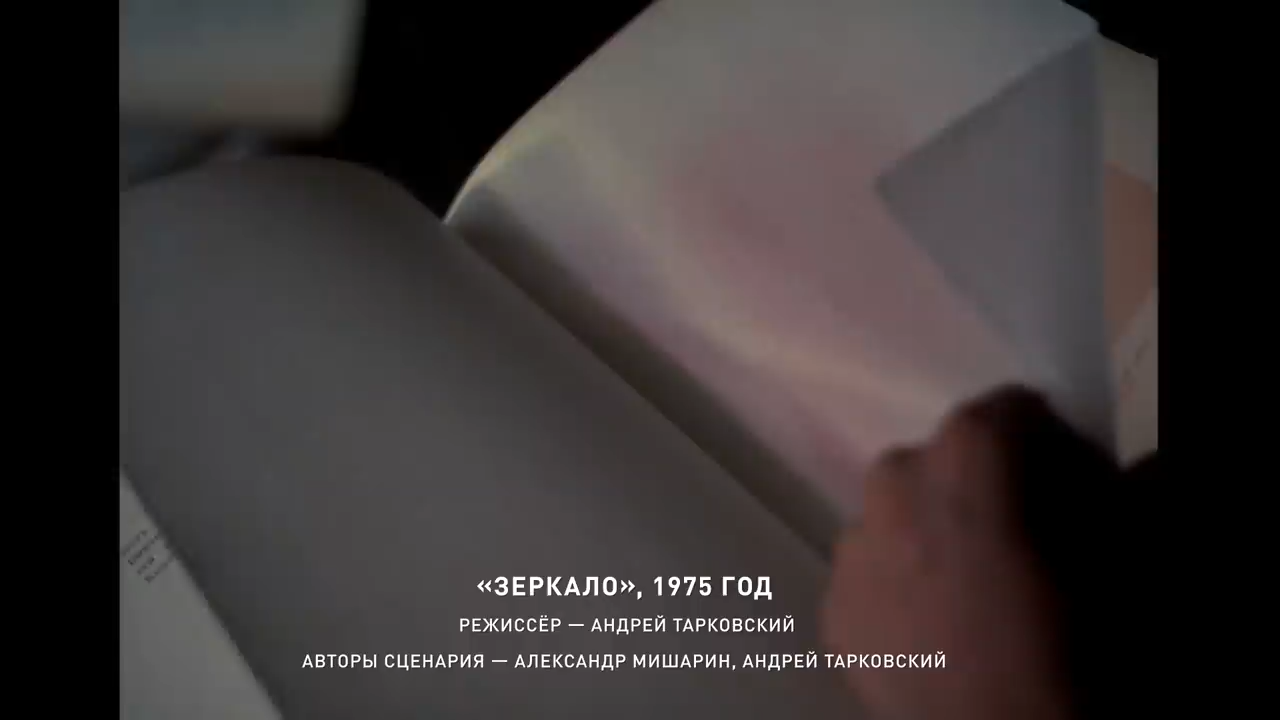 «ЗЕРКАЛО», 1975 ГОД
РЕЖИССЁР — АНДРЕЙ ТАРКОВСКИЙ
АВТОРЫ СЦЕНАРИЯ — АЛЕКСАНДР МИШАРИН, АНДРЕЙ ТАРКОВСКИЙ